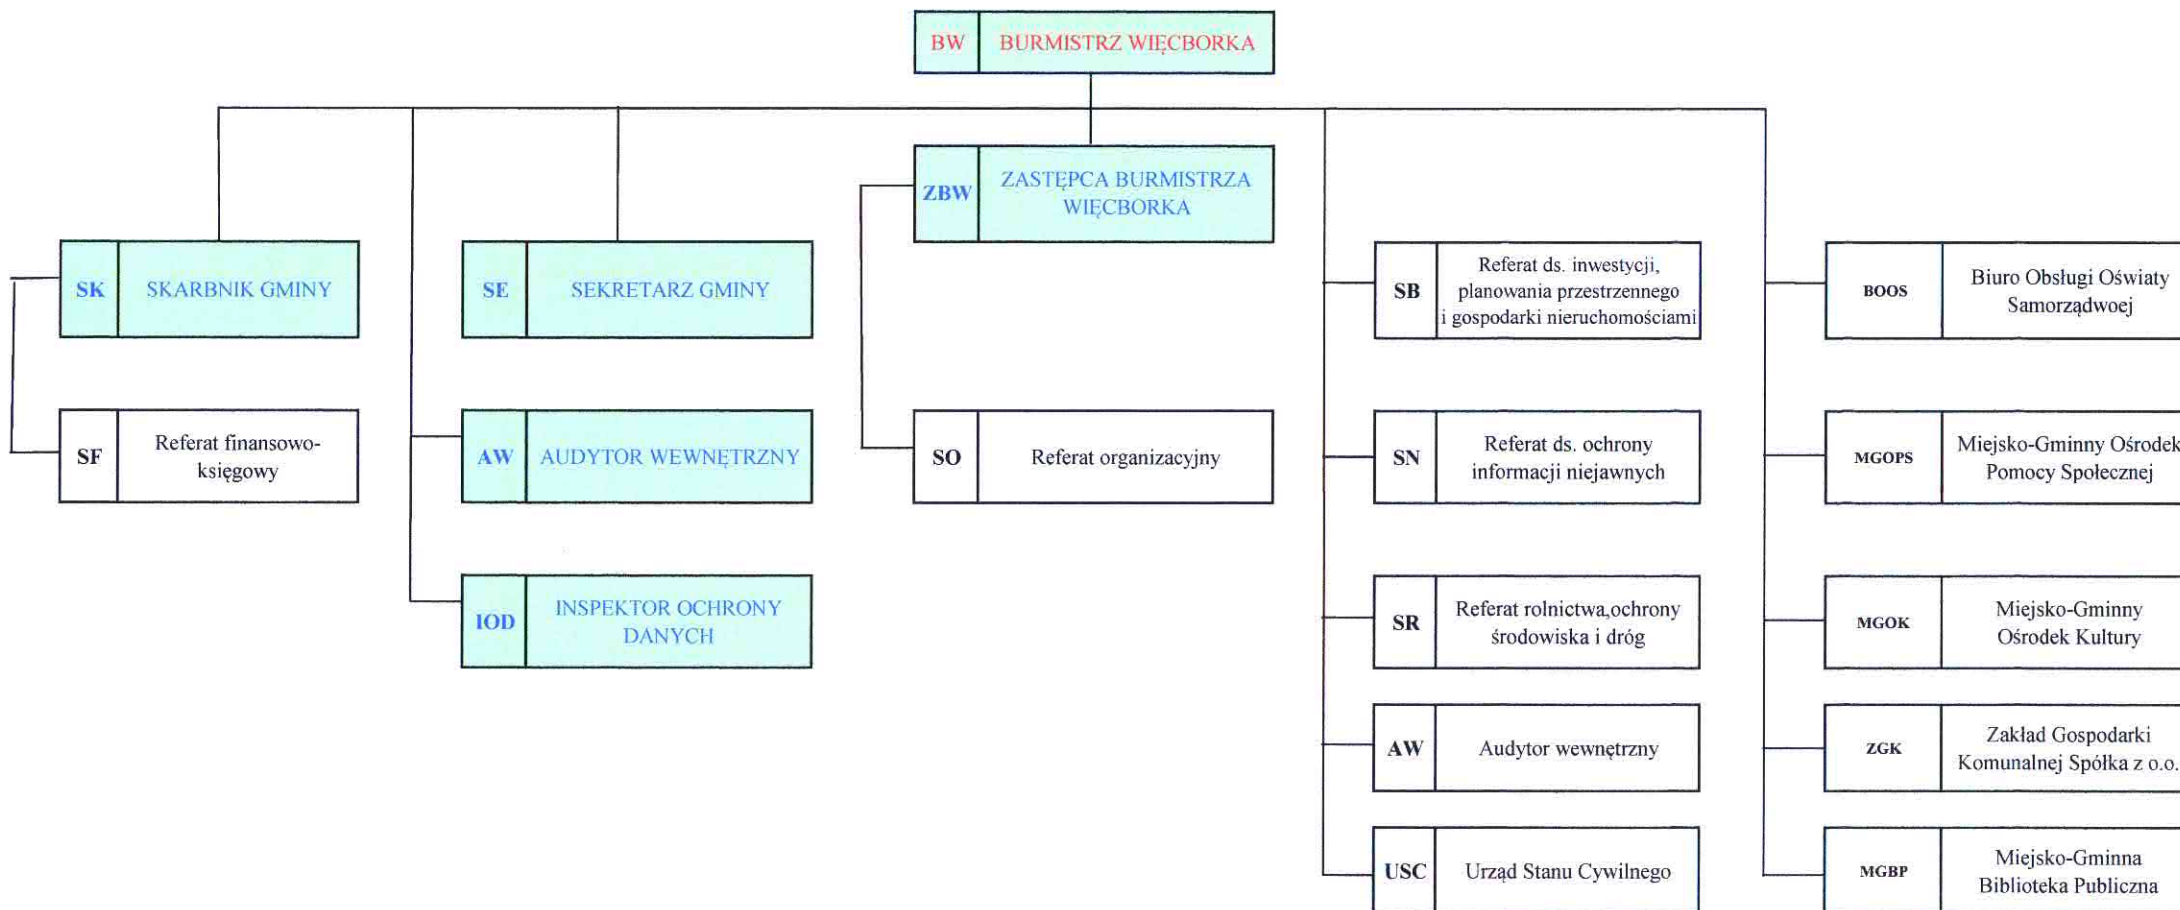 BW BURMISTRZ WIĘCBORKA
ZBW ZASTĘPCA BURMISTRZA
WIĘCBORKA
SK SKARBNIK GMINY
SE SEKRETARZ GMINY
SB Referat ds. inwestycji,
planowania przestrzennego
i gospodarki nieruchomościami
BOOS Biuro Obsługi Oświaty
Samorządwoej
SF Referat finansowo-
księgowy
AW AUDYTOR WEWNĘTRZNY
SO Referat organizacyjny
SN Referat ds. ochrony
informacji niejawnych
MGOPS Miejsko-Gminny Ośrodek
Pomocy Społecznej
IOD INSPEKTOR OCHRONY
DANYCH
SR Referat rolnictwa,ochrony
środowiska i dróg
MGOK Miejsko-Gminny
Ośrodek Kultury
AW Audytor wewnętrzny
ZGK Zakład Gospodarki
Komunalnej Spółka z o.o.
USC Urząd Stanu Cywilnego
MGBP Miejsko-Gminna
Biblioteka Publiczna